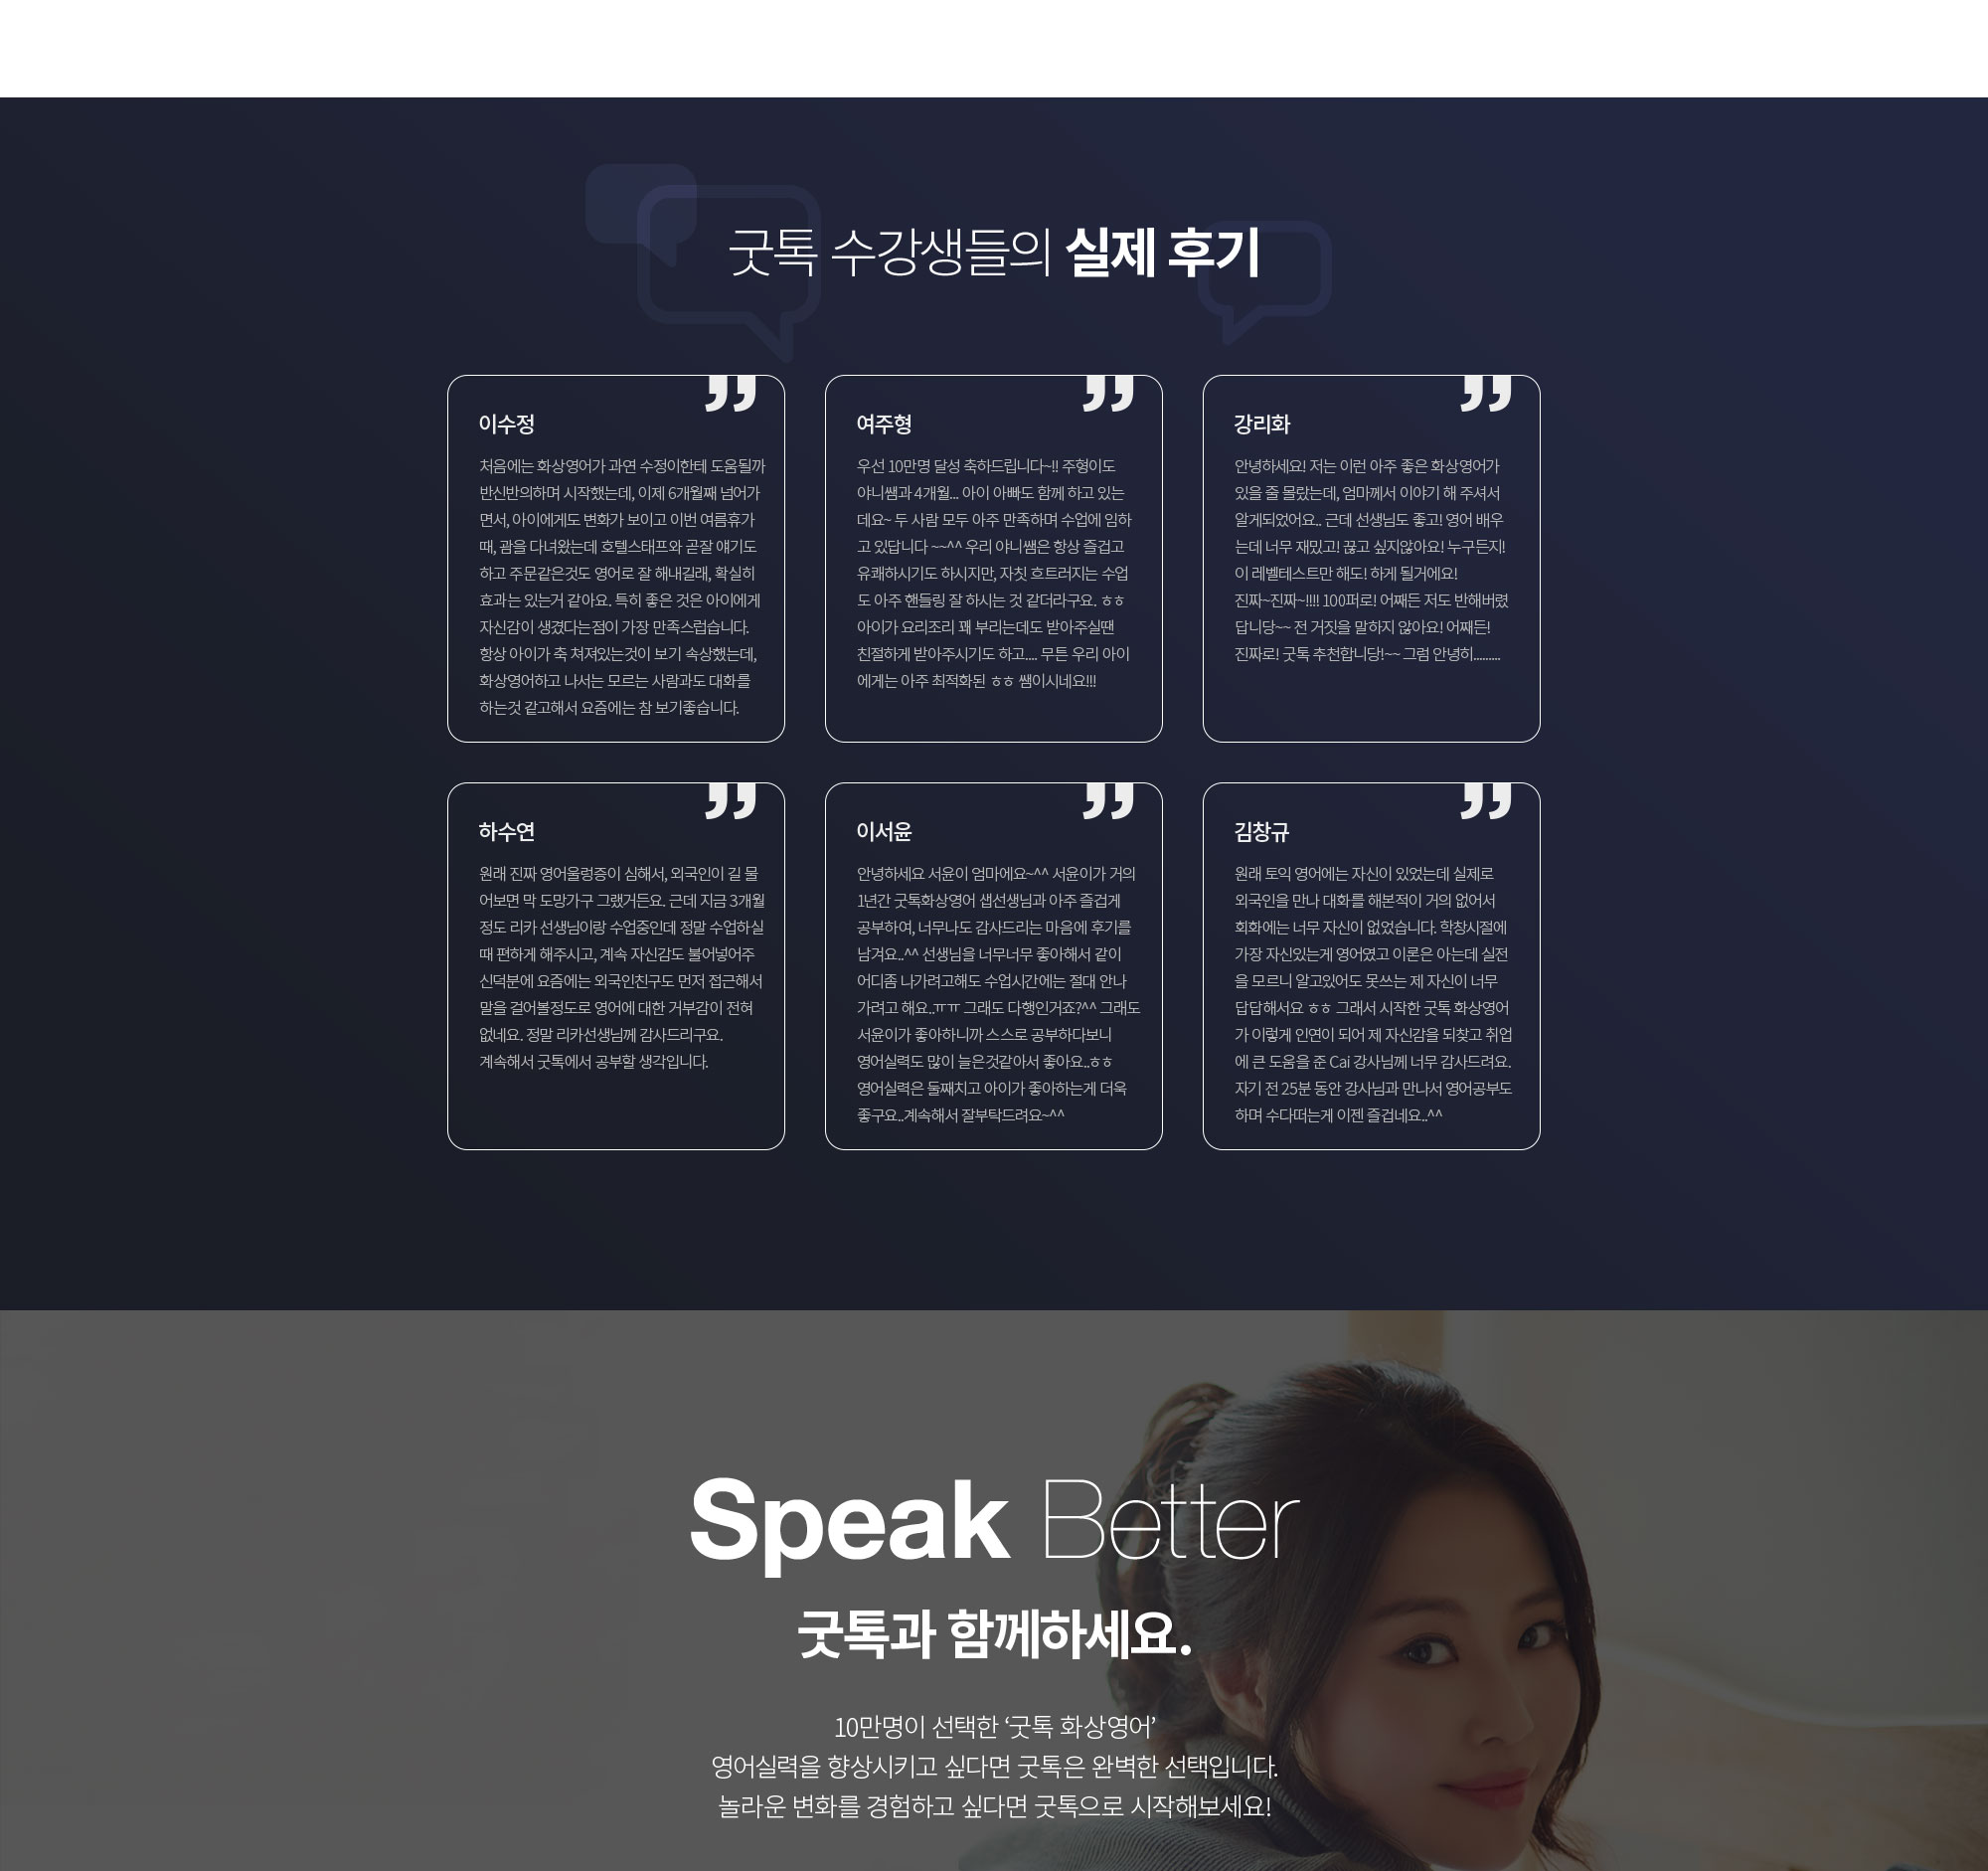 굿톡 수강생들의 실제 후기
이수정
처음에는 화상영어가 과연 수정이한테 도움될까
반신반의하며 시작했는데, 이제 6개월째 넘어가
면서, 아이에게도 변화가 보이고 이번 여름휴가
때, 괌을 다녀왔는데 호텔스태프와 곧잘 얘기도
하고 주문같은것도 영어로 잘 해내길래, 확실히
효과는 있는거 같아요. 특히 좋은 것은 아이에게
자신감이 생겼다는점이 가장 만족스럽습니다.
항상 아이가 축 쳐져있는것이 보기 속상했는데,
화상영어하고 나서는 모르는 사람과도 대화를
하는것 같고해서 요즘에는 참 보기좋습니다.
여주형
우선 10만명 달성 축하드립니다~!! 주형이도
야니쌤과 4개월... 아이 아빠도 함께 하고 있는
데요~ 두 사람 모두 아주 만족하며 수업에 임하
고 있답니다 ~~^^ 우리 야니쌤은 항상 즐겁고
유쾌하시기도 하시지만, 자칫 흐트러지는 수업
도 아주 핸들링 잘 하시는 것 같더라구요. ㅎㅎ
아이가 요리조리 꽤 부리는데도 받아주실땐
친절하게 받아주시기도 하고.... 무튼 우리 아이
에게는 아주 최적화된 ㅎㅎ 쌤이시네요!!!
강리화
안녕하세요! 저는 이런 아주 좋은 화상영어가
있을 줄 몰랐는데, 엄마께서 이야기 해 주셔서
알게되었어요.. 근데 선생님도 좋고! 영어 배우
는데 너무 재밌고! 끊고 싶지않아요! 누구든지!
이 레벨테스트만 해도! 하게 될거에요!
진짜~진짜~!!!! 100퍼로! 어째든 저도 반해버렸
답니당~~ 전 거짓을 말하지 않아요! 어째든!
진짜로! 굿톡 추천합니당!~~ 그럼 안녕히.........
하수연
원래 진짜 영어울렁증이 심해서, 외국인이 길 물
어보면 막 도망가구 그랬거든요. 근데 지금 3개월
정도 리카 선생님이랑 수업중인데 정말 수업하실
때 편하게 해주시고, 계속 자신감도 불어넣어주
신덕분에 요즘에는 외국인친구도 먼저 접근해서
말을 걸어볼정도로 영어에 대한 거부감이 전혀
없네요. 정말 리카선생님께 감사드리구요.
계속해서 굿톡에서 공부할 생각입니다.
이서윤
안녕하세요 서윤이 엄마에요~^^ 서윤이가 거의
1년간 굿톡화상영어 샙선생님과 아주 즐겁게
공부하여, 너무나도 감사드리는 마음에 후기를
남겨요..^^ 선생님을 너무너무 좋아해서 같이
어디좀 나가려고해도 수업시간에는 절대 안나
가려고 해요..ㅠㅠ 그래도 다행인거죠?^^ 그래도
서윤이가 좋아하니까 스스로 공부하다보니
영어실력도 많이 늘은것같아서 좋아요..ㅎㅎ
영어실력은 둘째치고 아이가 좋아하는게 더욱
좋구요..계속해서 잘부탁드려요~^^
김창규
원래 토익 영어에는 자신이 있었는데 실제로
외국인을 만나 대화를 해본적이 거의 없어서
회화에는 너무 자신이 없었습니다. 학창시절에
가장 자신있는게 영어였고 이론은 아는데 실전
을 모르니 알고있어도 못쓰는 제 자신이 너무
답답해서요 ㅎㅎ 그래서 시작한 굿톡 화상영어
가 이렇게 인연이 되어 제 자신감을 되찾고 취업
에 큰 도움을 준 Cai 강사님께 너무 감사드려요.
자기 전 25분 동안 강사님과 만나서 영어공부도
하며 수다떠는게 이젠 즐겁네요..^^
Speak Better
굿톡과 함께하세요.
10만명이 선택한 ‘굿톡 화상영어’
영어실력을 향상시키고 싶다면 굿톡은 완벽한 선택입니다.
놀라운 변화를 경험하고 싶다면 굿톡으로 시작해보세요!